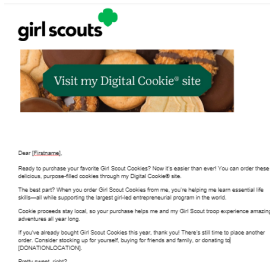 girl scouts
Visit my Digital Cookie® site
Dear [Firstname],
Ready to purchase your favorite Girl Scout Cookies? Now it's easier than ever! You can order these
delicious, purpose-filled cookies through my Digital Cookie® site.
The best part? When you order Girl Scout Cookies from me, you're helping me learn essential life
skills—all while supporting the largest girl-led entrepreneurial program in the world.
Cookie proceeds stay local, so your purchase helps me and my Girl Scout troop experience amazing
adventures all year long.
If you've already bought Girl Scout Cookies this year, thank you! There's still time to place another
order. Consider stocking up for yourself, buying for friends and family, or donating to
[DONATIONLOCATION].
Pretty sweet, right?